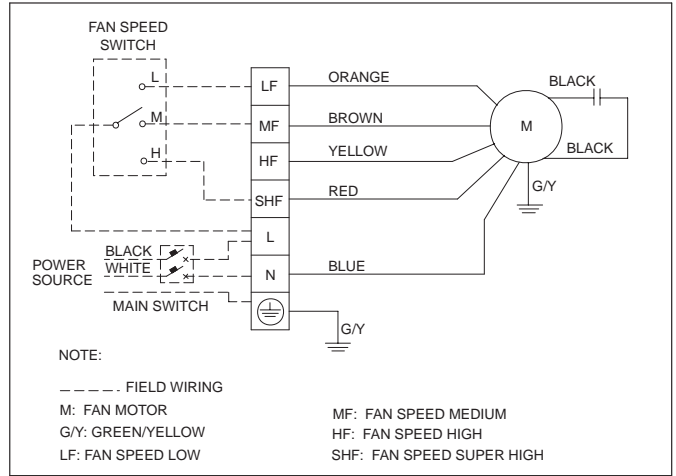 FAN SPEED
SWITCH
L
M
H
LF
MF
HF
SHF
L
N
ORANGE
BROWN
YELLOW
RED
BLUE
BLACK
M
BLACK
G/Y
POWER
SOURCE
BLACK
WHITE
MAIN SWITCH
G/Y
NOTE:
FIELD WIRING
M: FAN MOTOR
G/Y: GREEN/YELLOW
LF: FAN SPEED LOW
MF: FAN SPEED MEDIUM
HF: FAN SPEED HIGH
SHF: FAN SPEED SUPER HIGH